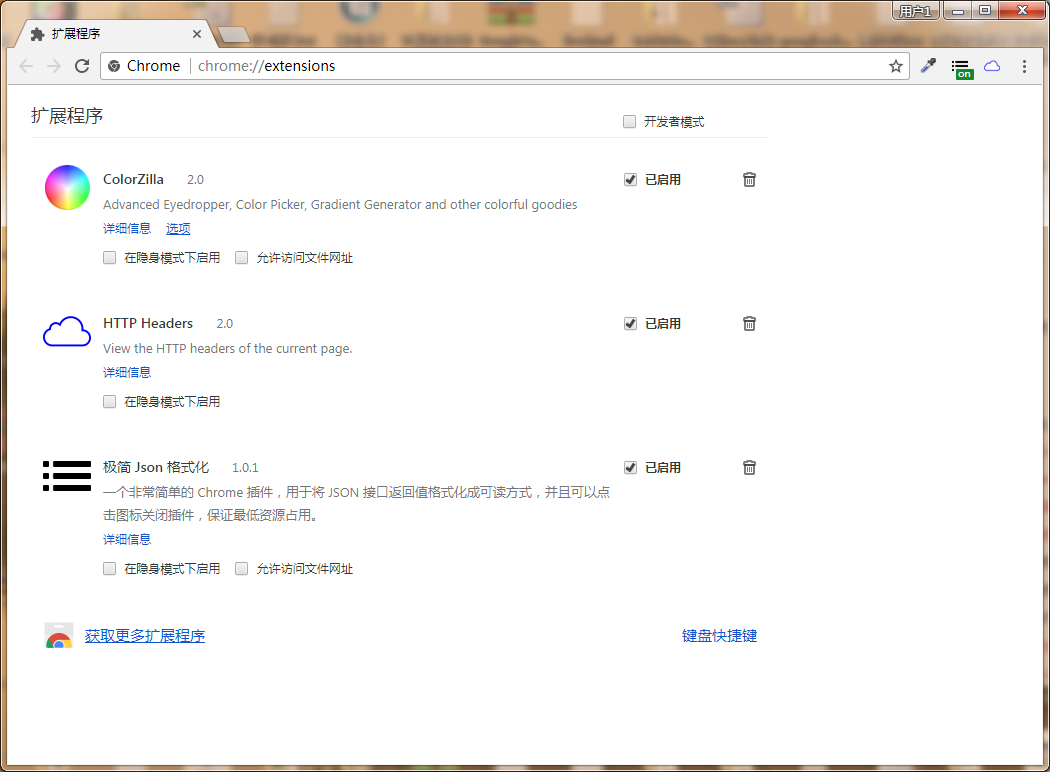 用户1
扩展程序
Chrome chrome://extensions
on
扩展程序
开发者模式
ColorZilla 2.0
已启用
Advanced Eyedropper, Color Picker, Gradient Generator and other colorful goodies
详细信息 选项
在隐身模式下启用 允许访问文件网址
HTTP Headers 2.0
已启用
View the HTTP headers of the current page.
详细信息
在隐身模式下启用
极简 Json 格式化 1.0.1
已启用
一个非常简单的 Chrome 插件，用于将 JSON 接口返回值格式化成可读方式，并且可以点
击图标关闭插件，保证最低资源占用。
详细信息
在隐身模式下启用 允许访问文件网址
获取更多扩展程序
键盘快捷键